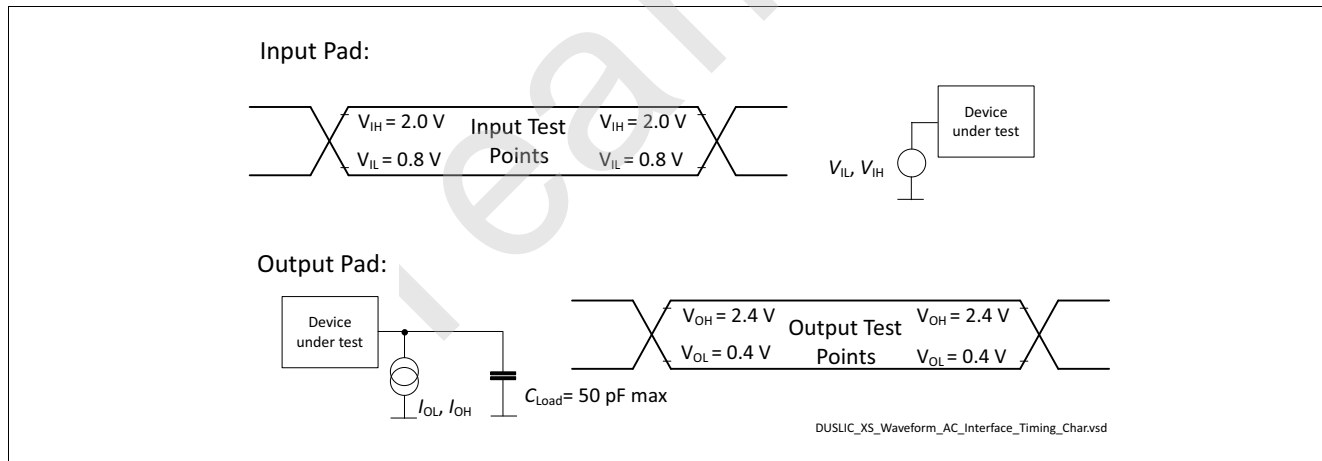 Input Pad:
V_IH = 2.0 V
Input Test
Points
V_IH = 2.0 V
V_IL = 0.8 V
V_IL = 0.8 V
Device
under test
V_IL, V_IH
Output Pad:
Device
under test
I_OL, I_OH
C_Load = 50 pF max
V_OH = 2.4 V
Output Test
Points
V_OH = 2.4 V
V_OL = 0.4 V
V_OL = 0.4 V
DUSLIC_XS_Waveform_AC_Interface_Timing_Char.vsd